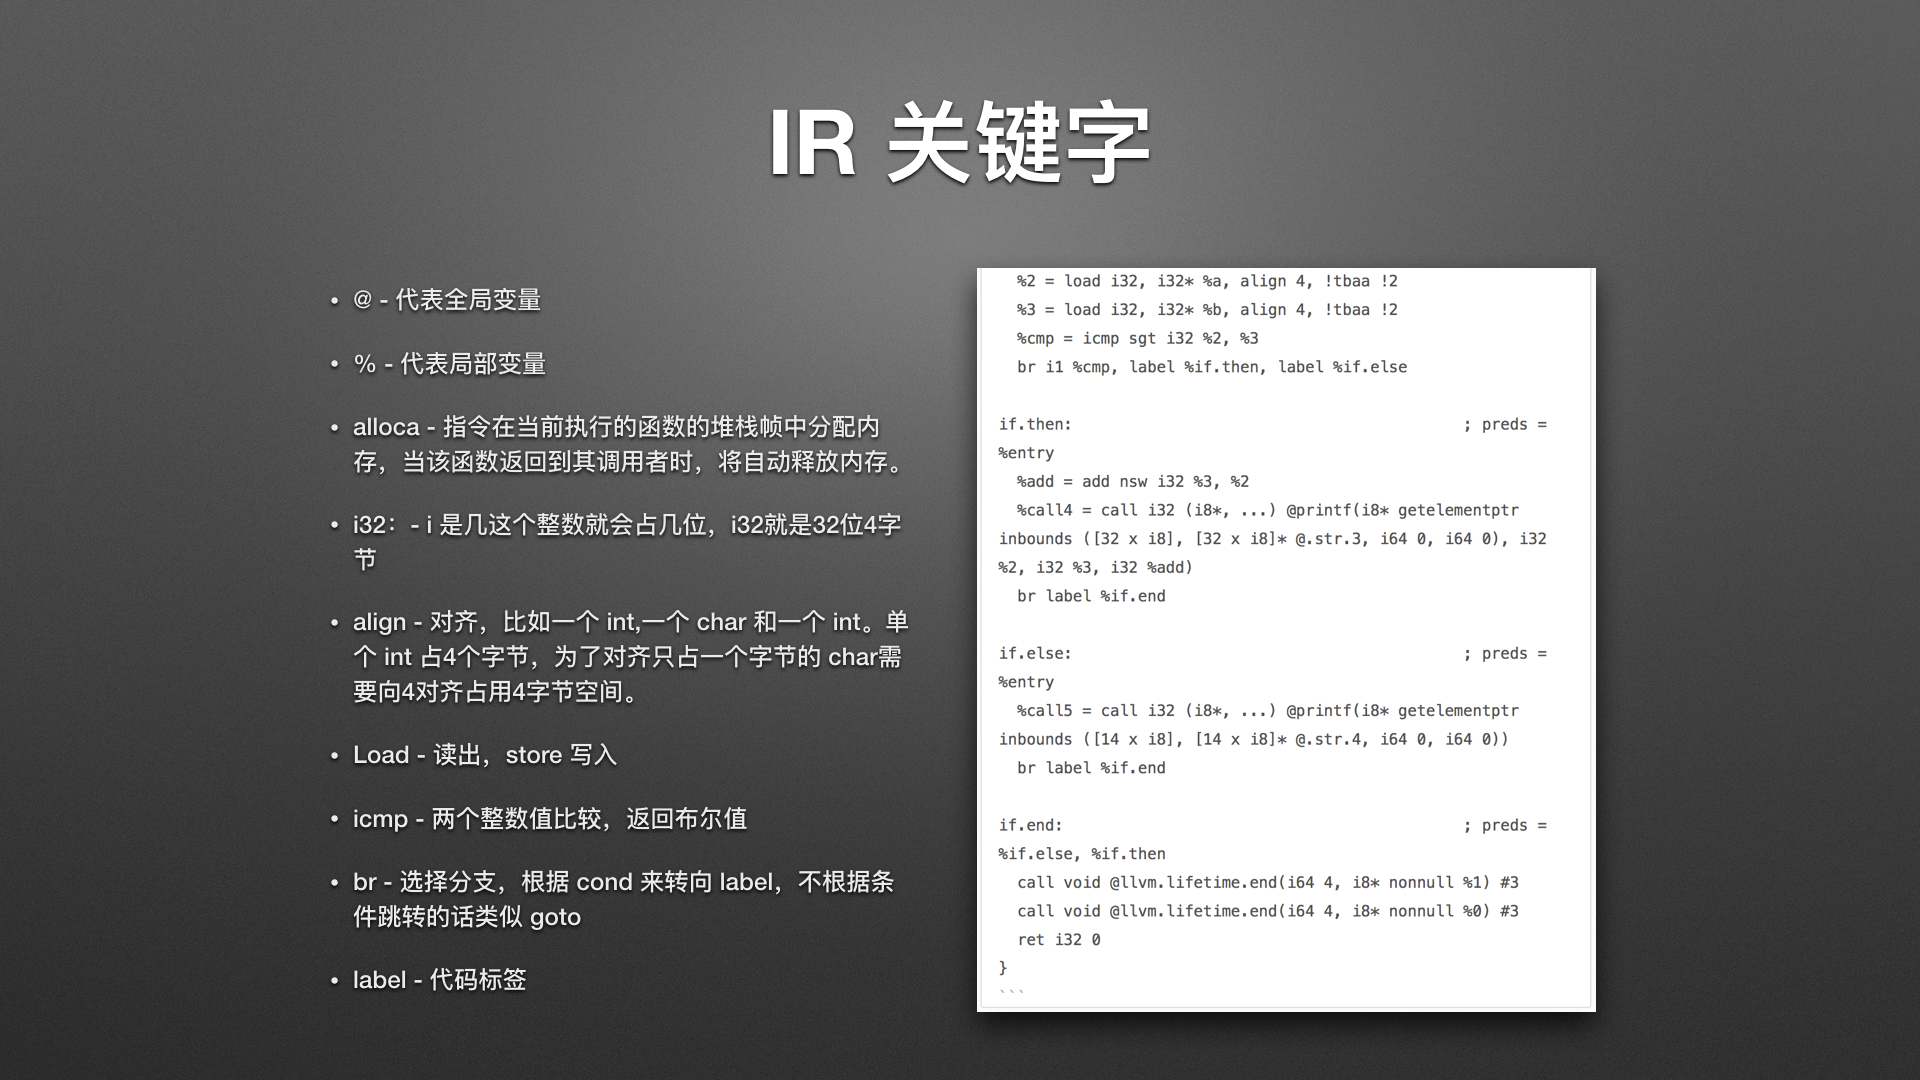 IR 关键字
• @ - 代表全局变量
• % - 代表局部变量
• alloca - 指令在当前执行的函数的堆栈帧中分配内
存，当该函数返回到其调用者时，将自动释放内存。
• i32： - i 是几这个整数就会占几位，i32就是32位4字
节
• align - 对齐，比如一个 int,一个 char 和一个 int。单
个 int 占4个字节，为了对齐只占一个字节的 char需
要向4对齐占用4字节空间。
• Load - 读出，store 写入
• icmp - 两个整数值比较，返回布尔值
• br - 选择分支，根据 cond 来转向 label，不根据条
件跳转的话类似 goto
• label - 代码标签
%2 = load i32, i32* %a, align 4, !tbaa !2
%3 = load i32, i32* %b, align 4, !tbaa !2
%cmp = icmp sgt i32 %2, %3
br i1 %cmp, label %if.then, label %if.else
if.then: ; preds =
%entry
%add = add nsw i32 %3, %2
%call4 = call i32 (i8*, ...) @printf(i8* getelementptr
inbounds ([32 x i8], [32 x i8]* @.str.3, i64 0, i64 0), i32
%2, i32 %3, i32 %add)
br label %if.end
if.else: ; preds =
%entry
%call5 = call i32 (i8*, ...) @printf(i8* getelementptr
inbounds ([14 x i8], [14 x i8]* @.str.4, i64 0, i64 0))
br label %if.end
if.end: ; preds =
%if.else, %if.then
call void @llvm.lifetime.end(i64 4, i8* nonnull %1) #3
call void @llvm.lifetime.end(i64 4, i8* nonnull %0) #3
ret i32 0
}
```